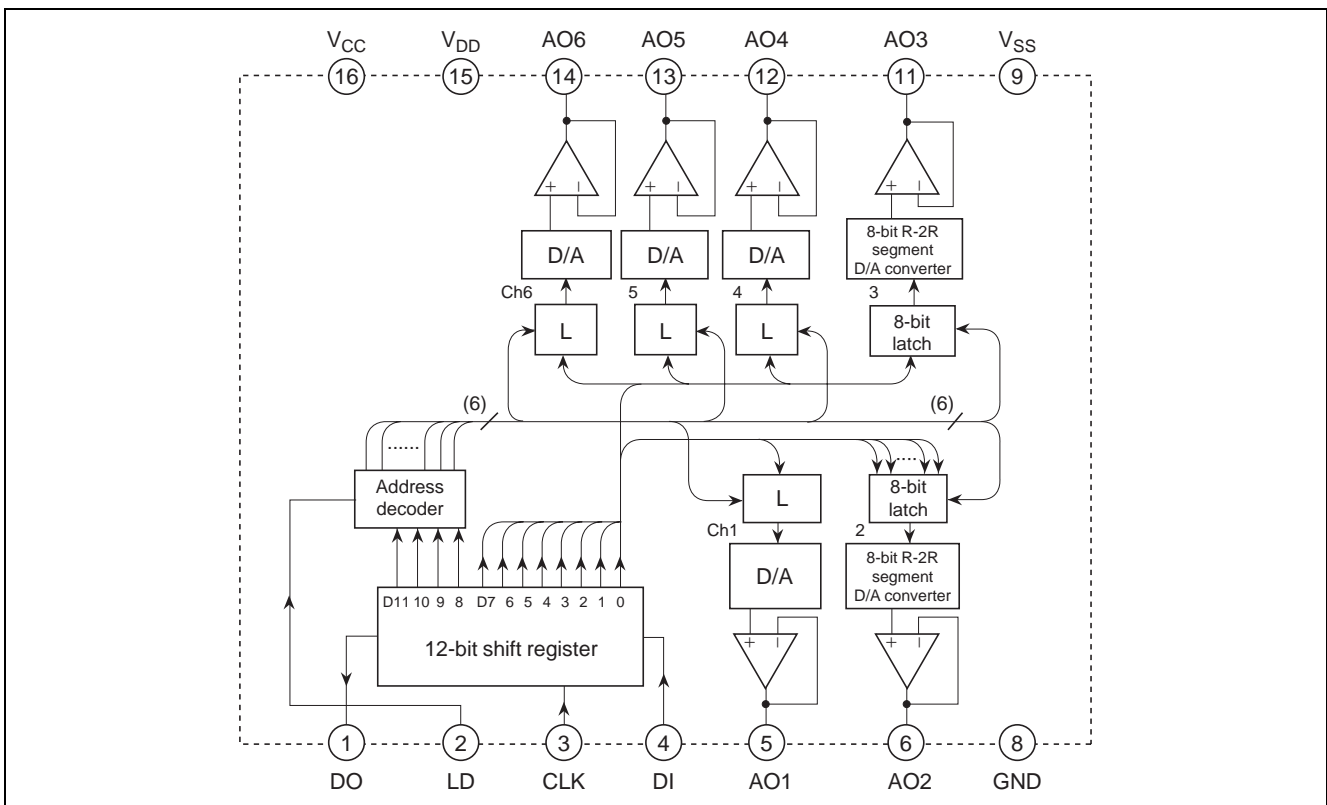 VCC VDD AO6 AO5 AO4 AO3 VSS
16 15 14 13 12 11 9
+ − + − + − + −
D/A D/A D/A 8-bit R-2R
segment
D/A converter
Ch6 5 4 3
L L L 8-bit
latch
(6) (6)
...... ....
Address
decoder
L 8-bit
latch
Ch1 2
D/A 8-bit R-2R
segment
D/A converter
D11 10 9 8 D7 6 5 4 3 2 1 0
12-bit shift register
+ − + −
1 2 3 4 5 6 8
DO LD CLK DI AO1 AO2 GND